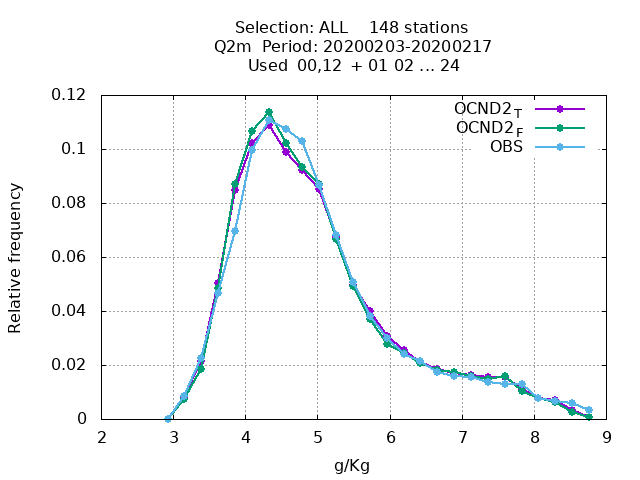 Selection: ALL    148 stations
Q2m  Period: 20200203-20200217
Used  00,12  + 01 02 ... 24
OCND2T
OCND2F
OBS
Relative frequency
0.12
0.1
0.08
0.06
0.04
0.02
0
2 3 4 5 6 7 8 9
g/Kg